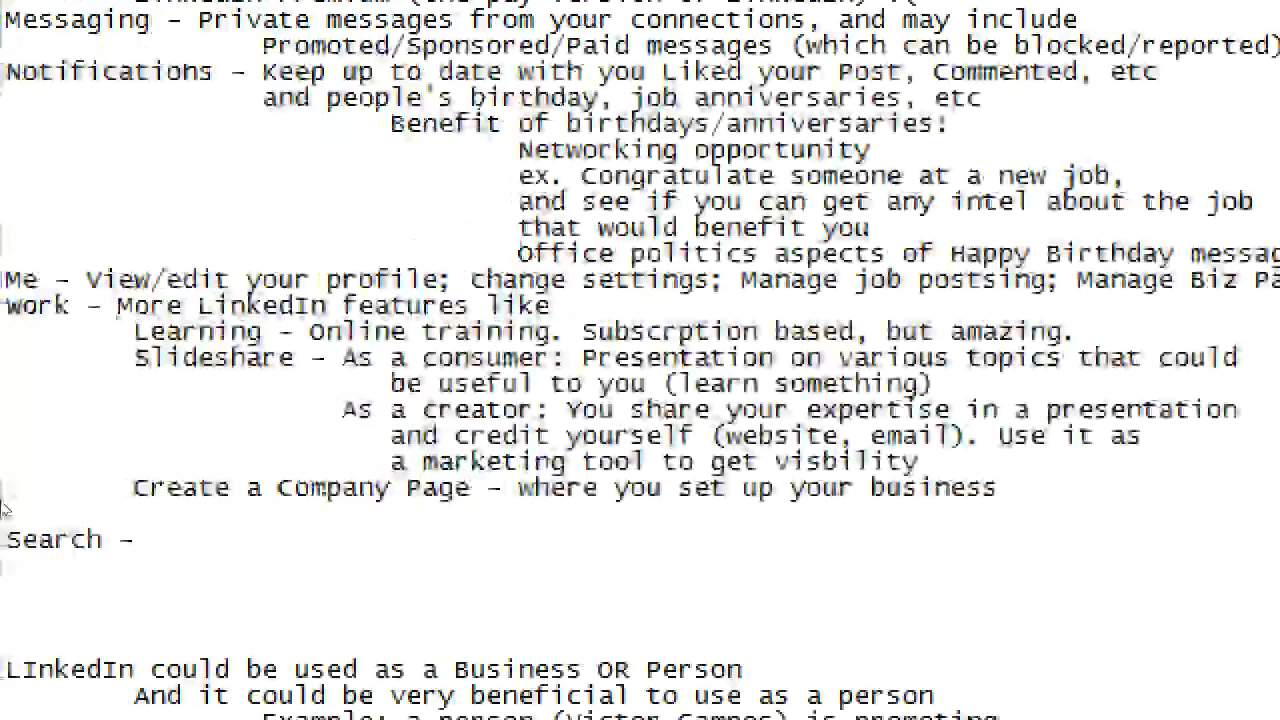 Messaging - Private messages from your connections, and may include
Promoted/Sponsored/Paid messages (which can be blocked/reported)
Notifications - Keep up to date with you Liked your Post, Commented, etc
and people's birthday, job anniversaries, etc
Benefit of birthdays/anniversaries:
Networking opportunity
ex. Congratulate someone at a new job,
and see if you can get any intel about the job
that would benefit you
Office politics aspects of Happy Birthday messag
Me - View/edit your profile; Change settings; Manage job postsing; Manage Biz Pa
Work - More LinkedIn features like
Learning - Online training. Subscrption based, but amazing.
Slideshare - As a consumer: Presentation on various topics that could
be useful to you (learn something)
As a creator: You share your expertise in a presentation
and credit yourself (website, email). Use it as
a marketing tool to get visbility
Create a Company Page - where you set up your business
Search -
LInkedIn could be used as a Business OR Person
And it could be very beneficial to use as a person
Example: a person (Victor Campos) is promoting